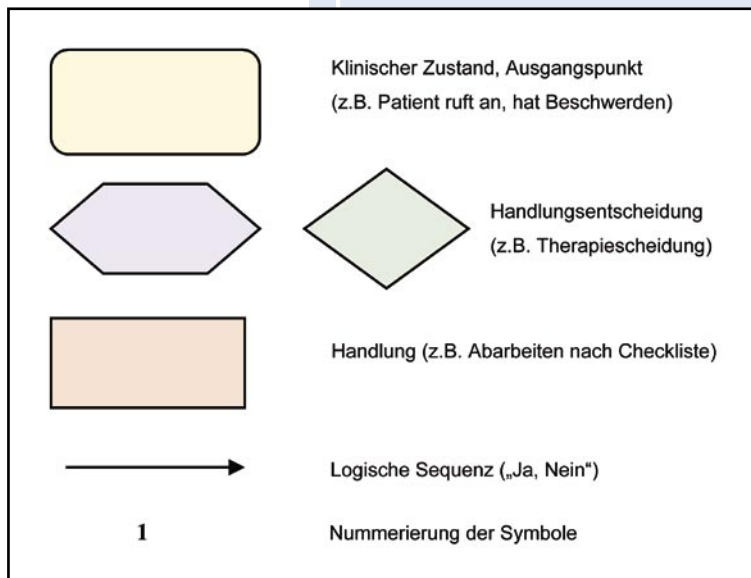 Klinischer Zustand, Ausgangspunkt
(z.B. Patient ruft an, hat Beschwerden)
Handlungsentscheidung
(z.B. Therapiescheidung)
Handlung (z.B. Abarbeiten nach Checkliste)
Logische Sequenz („Ja, Nein“)
1 Nummerierung der Symbole